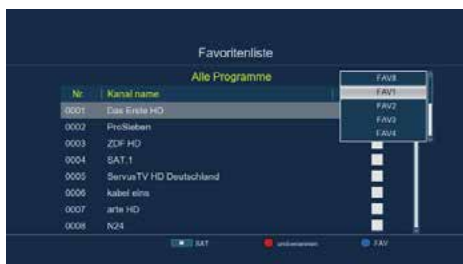 Favoritenliste
Alle Programme
Nr. Kanal name
FAV8
FAV1
FAV2
FAV3
FAV4
0001 Das Erste HD
0002 ProSieben
0003 ZDF HD
0004 SAT.1
0005 ServusTV HD Deutschland
0006 kabel eins
0007 arte HD
0008 N24
SAT umbenennen FAV